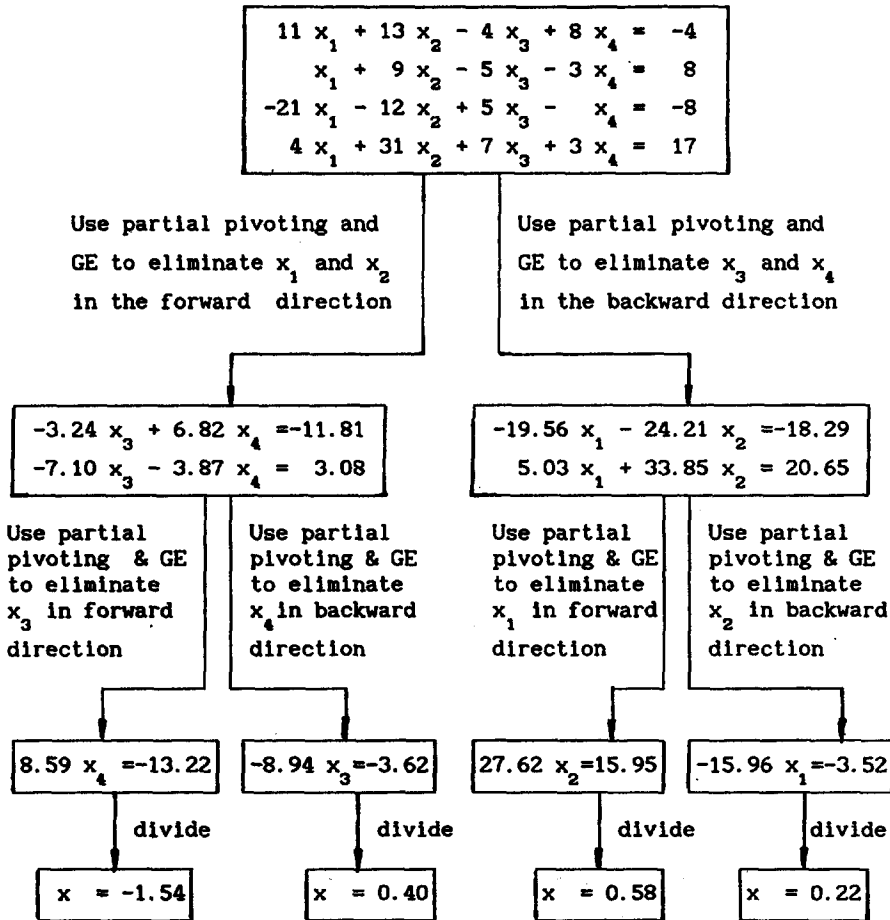 11 x₁ + 13 x₂ - 4 x₃ + 8 x₄ = -4
x₁ + 9 x₂ - 5 x₃ - 3 x₄ = 8
-21 x₁ - 12 x₂ + 5 x₃ - x₄ = -8
4 x₁ + 31 x₂ + 7 x₃ + 3 x₄ = 17
Use partial pivoting and
GE to eliminate x₁ and x₂
in the forward direction
Use partial pivoting and
GE to eliminate x₃ and x₄
in the backward direction
-3.24 x₃ + 6.82 x₄ =-11.81
-7.10 x₃ - 3.87 x₄ = 3.08
-19.56 x₁ - 24.21 x₂ =-18.29
5.03 x₁ + 33.85 x₂ = 20.65
Use partial
pivoting & GE
to eliminate
x₃ in forward
direction
Use partial
pivoting & GE
to eliminate
x₄in backward
direction
Use partial
pivoting & GE
to eliminate
x₁ in forward
direction
Use partial
pivoting & GE
to eliminate
x₂ in backward
direction
8.59 x₄ =-13.22
-8.94 x₃=-3.62
27.62 x₂=15.95
-15.96 x₁=-3.52
divide
divide
divide
divide
x = -1.54
x = 0.40
x = 0.58
x = 0.22